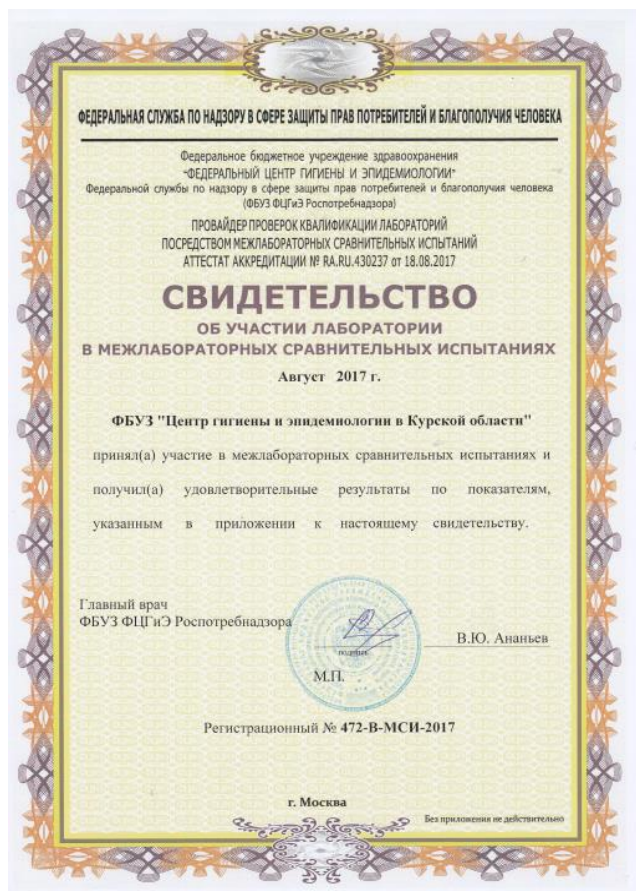 ФЕДЕРАЛЬНАЯ СЛУЖБА ПО НАДЗОРУ В СФЕРЕ ЗАЩИТЫ ПРАВ ПОТРЕБИТЕЛЕЙ И БЛАГОПОЛУЧИЯ ЧЕЛОВЕКА
Федеральное бюджетное учреждение здравоохранения
"ФЕДЕРАЛЬНЫЙ ЦЕНТР ГИГИЕНЫ И ЭПИДЕМИОЛОГИИ"
Федеральной службы по надзору в сфере защиты прав потребителей и благополучия человека
(ФБУЗ ФЦГиЭ Роспотребнадзора)
ПРОВАЙДЕР ПРОВЕРОК КВАЛИФИКАЦИИ ЛАБОРАТОРИЙ
ПОСРЕДСТВОМ МЕЖЛАБОРАТОРНЫХ СРАВНИТЕЛЬНЫХ ИСПЫТАНИЙ
АТТЕСТАТ АККРЕДИТАЦИИ № RA.RU.430237 от 18.08.2017
СВИДЕТЕЛЬСТВО
ОБ УЧАСТИИ ЛАБОРАТОРИИ
В МЕЖЛАБОРАТОРНЫХ СРАВНИТЕЛЬНЫХ ИСПЫТАНИЯХ
Август 2017 г.
ФБУЗ "Центр гигиены и эпидемиологии в Курской области"
принял(а) участие в межлабораторных сравнительных испытаниях и
получил(а) удовлетворительные результаты по показателям,
указанным в приложении к настоящему свидетельству.
Главный врач
ФБУЗ ФЦГиЭ Роспотребнадзора
В.Ю. Ананьев
подпись
М.П.
Регистрационный № 472-В-МСИ-2017
г. Москва
Без приложения не действительно